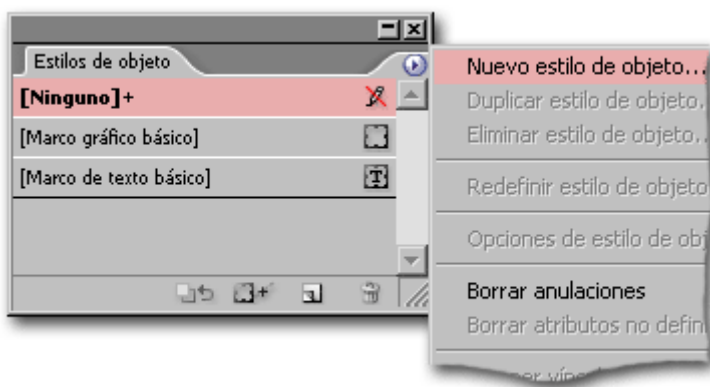 Estilos de objeto
[Ninguno]+
[Marco gráfico básico]
[Marco de texto básico]
Nuevo estilo de objeto...
Duplicar estilo de objeto.
Eliminar estilo de objeto..
Redefinir estilo de objeto
Opciones de estilo de obj
Borrar anulaciones
Borrar atributos no defin